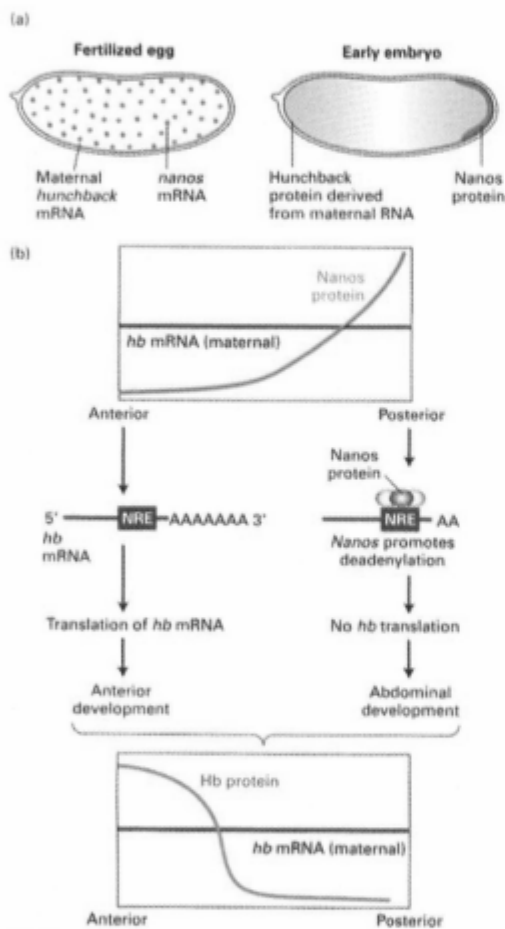 (a)
Fertilized egg
Early embryo
Maternal
hunchback
mRNA
nanos
mRNA
Hunchback
protein derived
from maternal RNA
Nanos
protein
(b)
Nanos
protein
hb mRNA (maternal)
Anterior
Posterior
Nanos
protein
5' NRE AAAAAAA 3'
hb
mRNA
NRE AA
Nanos promotes
deadenylation
Translation of hb mRNA
No hb translation
Anterior
development
Abdominal
development
Hb protein
hb mRNA (maternal)
Anterior
Posterior